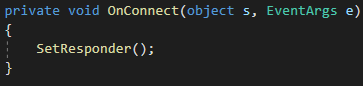 private void OnConnect(object s, EventArgs e)
{
    SetResponder();
}